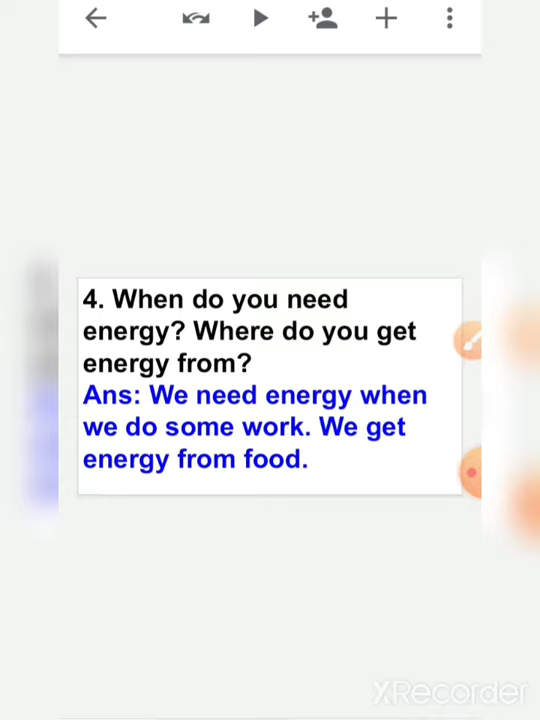 4. When do you need
energy? Where do you get
energy from?
Ans: We need energy when
we do some work. We get
energy from food.
XRecorder